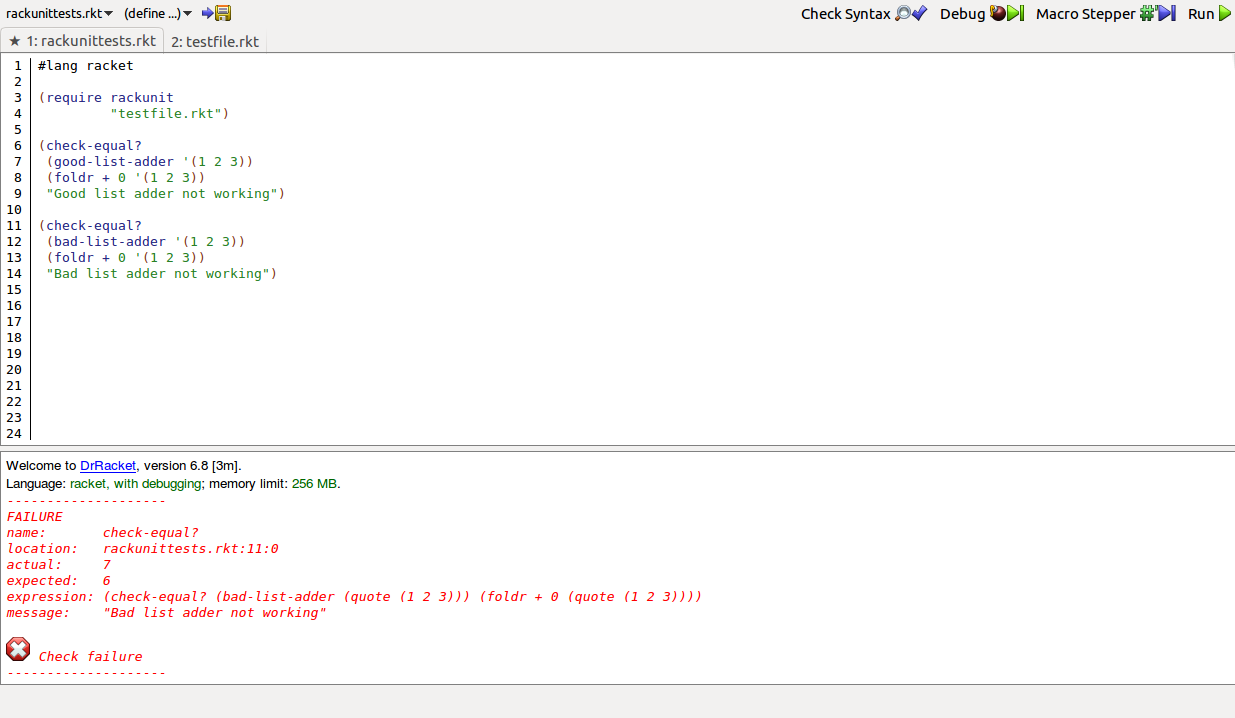 rackunittests.rkt (define ...) Check Syntax Debug Macro Stepper Run
★ 1: rackunittests.rkt 2: testfile.rkt
1 #lang racket
2
3 (require rackunit
4 "testfile.rkt")
5
6 (check-equal?
7 (good-list-adder '(1 2 3))
8 (foldr + 0 '(1 2 3))
9 "Good list adder not working")
10
11 (check-equal?
12 (bad-list-adder '(1 2 3))
13 (foldr + 0 '(1 2 3))
14 "Bad list adder not working")
15
16
17
18
19
20
21
22
23
24
Welcome to DrRacket, version 6.8 [3m].
Language: racket, with debugging; memory limit: 256 MB.
--------------------
FAILURE
name: check-equal?
location: rackunittests.rkt:11:0
actual: 7
expected: 6
expression: (check-equal? (bad-list-adder (quote (1 2 3))) (foldr + 0 (quote (1 2 3))))
message: "Bad list adder not working"
Check failure
--------------------